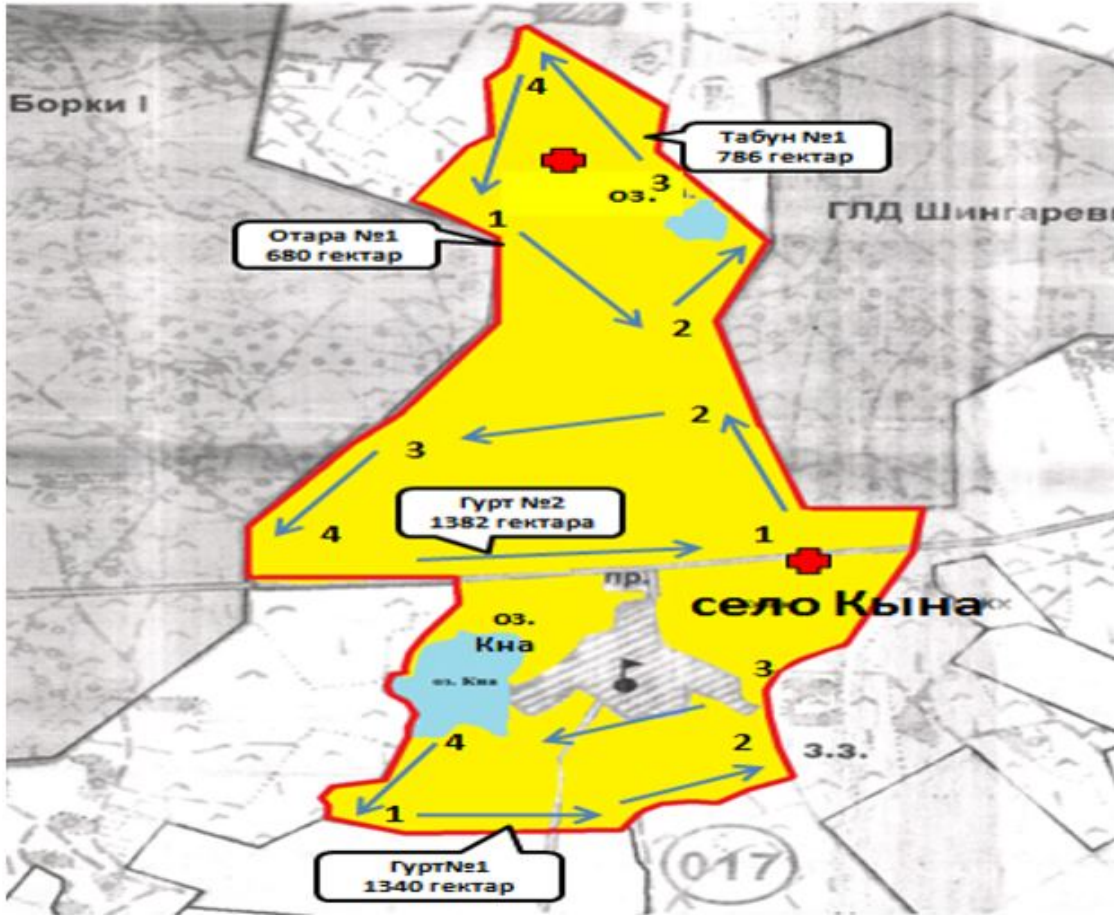 Борки I
4
Табун №1
786 гектар
3
оз.
1
ГЛД Шингареви
Отара №1
680 гектар
2
2
3
Гурт №2
1382 гектара
4
1
пр.
село Кына
оз.
Кна
3
оз. Кна
4
2
З.З.
1
017
Гурт№1
1340 гектар